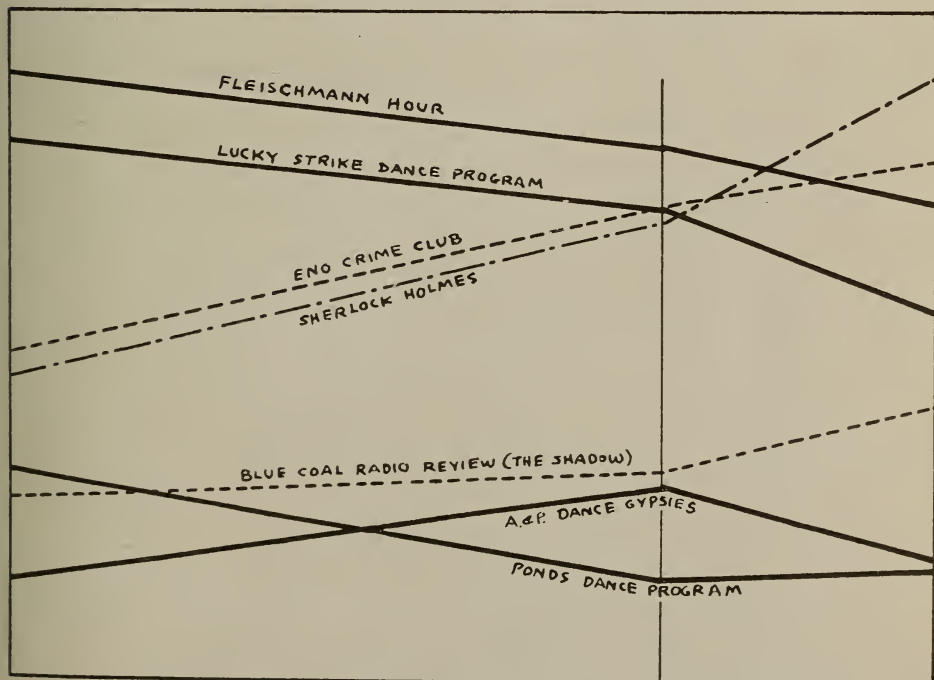 FLEISCHMANN HOUR
LUCKY STRIKE DANCE PROGRAM
ENO CRIME CLUB
SHERLOCK HOLMES
BLUE COAL RADIO REVIEW (THE SHADOW)
A.&P. DANCE GYPSIES
PONDS DANCE PROGRAM